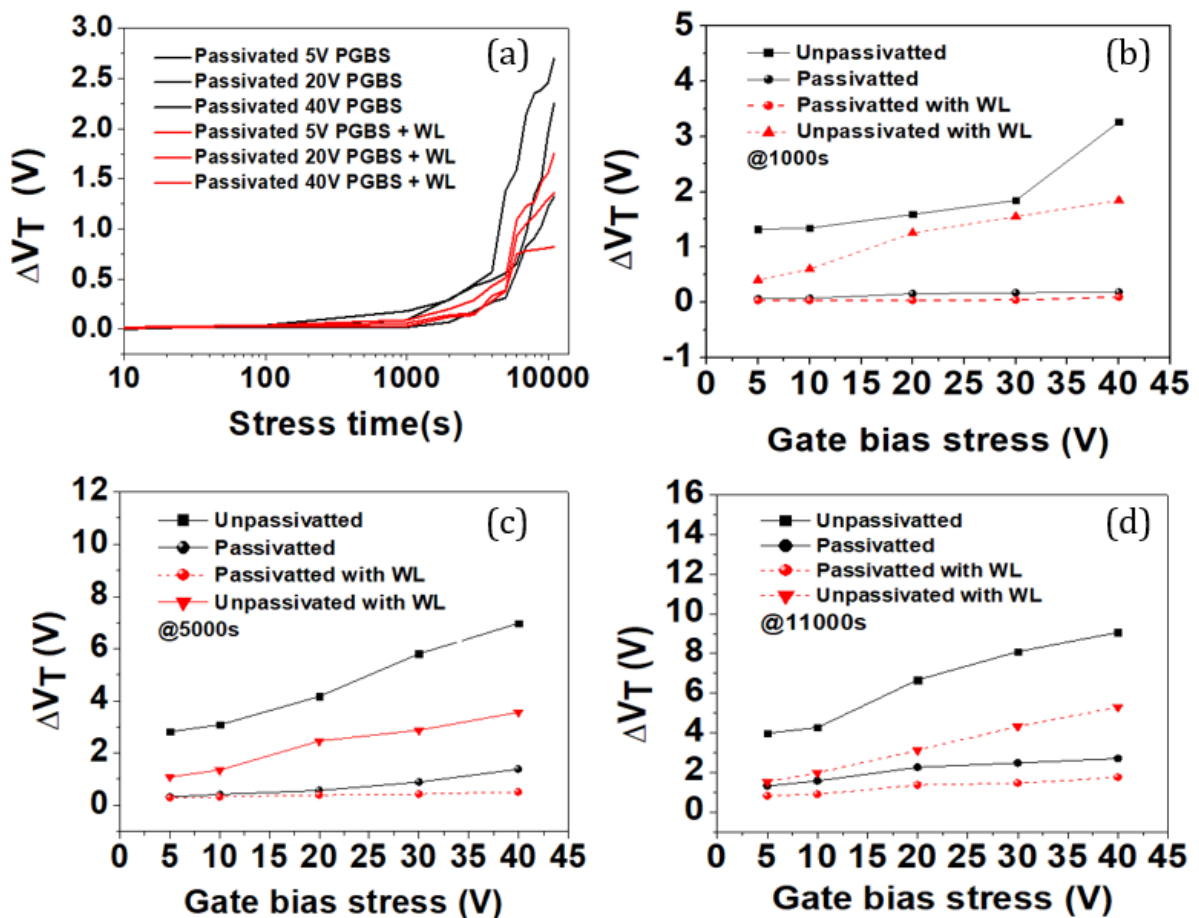 (a)
Passivated 5V PGBS
Passivated 20V PGBS
Passivated 40V PGBS
Passivated 5V PGBS + WL
Passivated 20V PGBS + WL
Passivated 40V PGBS + WL
3.0
2.5
2.0
1.5
1.0
0.5
0.0
ΔVT (V)
10 100 1000 10000
Stress time(s)
(b)
Unpassivatted
Passivatted
Passivatted with WL
Unpassivated with WL
@1000s
5
4
3
2
1
0
-1
ΔVT (V)
0 5 10 15 20 25 30 35 40 45
Gate bias stress (V)
(c)
Unpassivatted
Passivatted
Passivatted with WL
Unpassivated with WL
@5000s
12
10
8
6
4
2
0
ΔVT (V)
0 5 10 15 20 25 30 35 40 45
Gate bias stress (V)
(d)
Unpassivatted
Passivatted
Passivatted with WL
Unpassivated with WL
@11000s
16
14
12
10
8
6
4
2
0
ΔVT (V)
0 5 10 15 20 25 30 35 40 45
Gate bias stress (V)